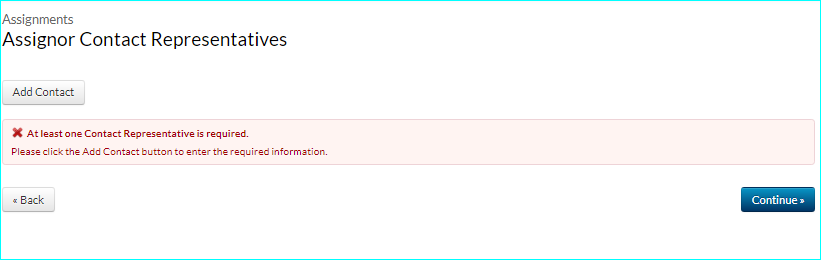 Assignments
Assignor Contact Representatives
Add Contact
✖ At least one Contact Representative is required.
Please click the Add Contact button to enter the required information.
« Back
Continue »